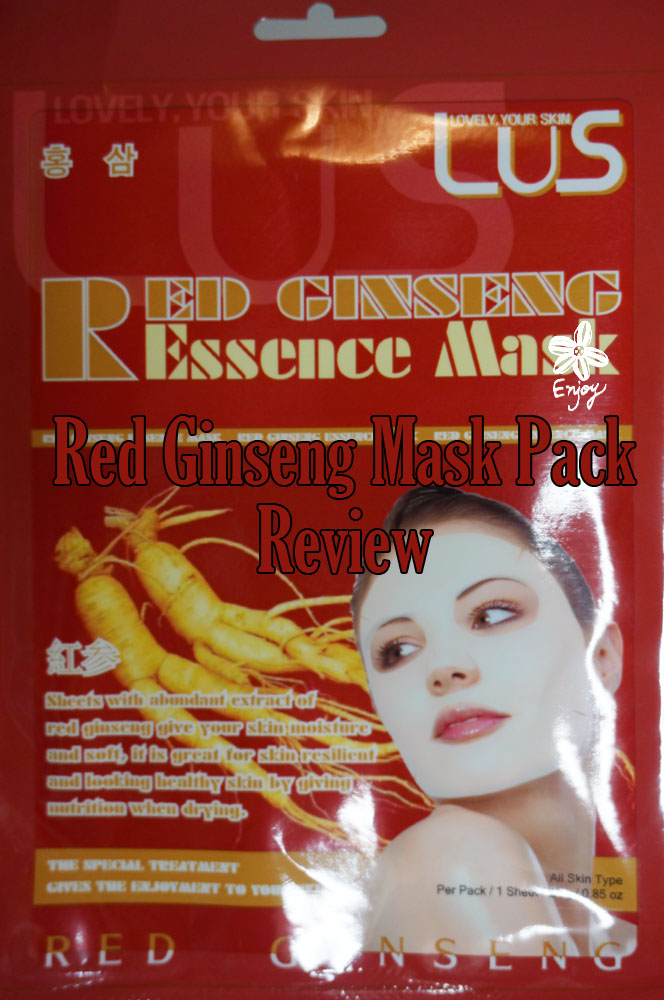 LOVELY, YOUR SKIN
LUS
LOVELY, YOUR SKIN
LUS
홍 삼
RED GINSENG
Essence Mask
Enjoy
Red Ginseng Mask Pack
Review
紅参
Sheets with abundant extract of
red ginseng give your skin moisture
and soft, it is great for skin resilient
and looking healthy skin by giving
nutrition when drying.
THE SPECIAL TREATMENT
GIVES THE ENJOYMENT TO YOUR SKIN
All Skin Type
Per Pack / 1 Sheet / 0.85 oz
RED GINSENG